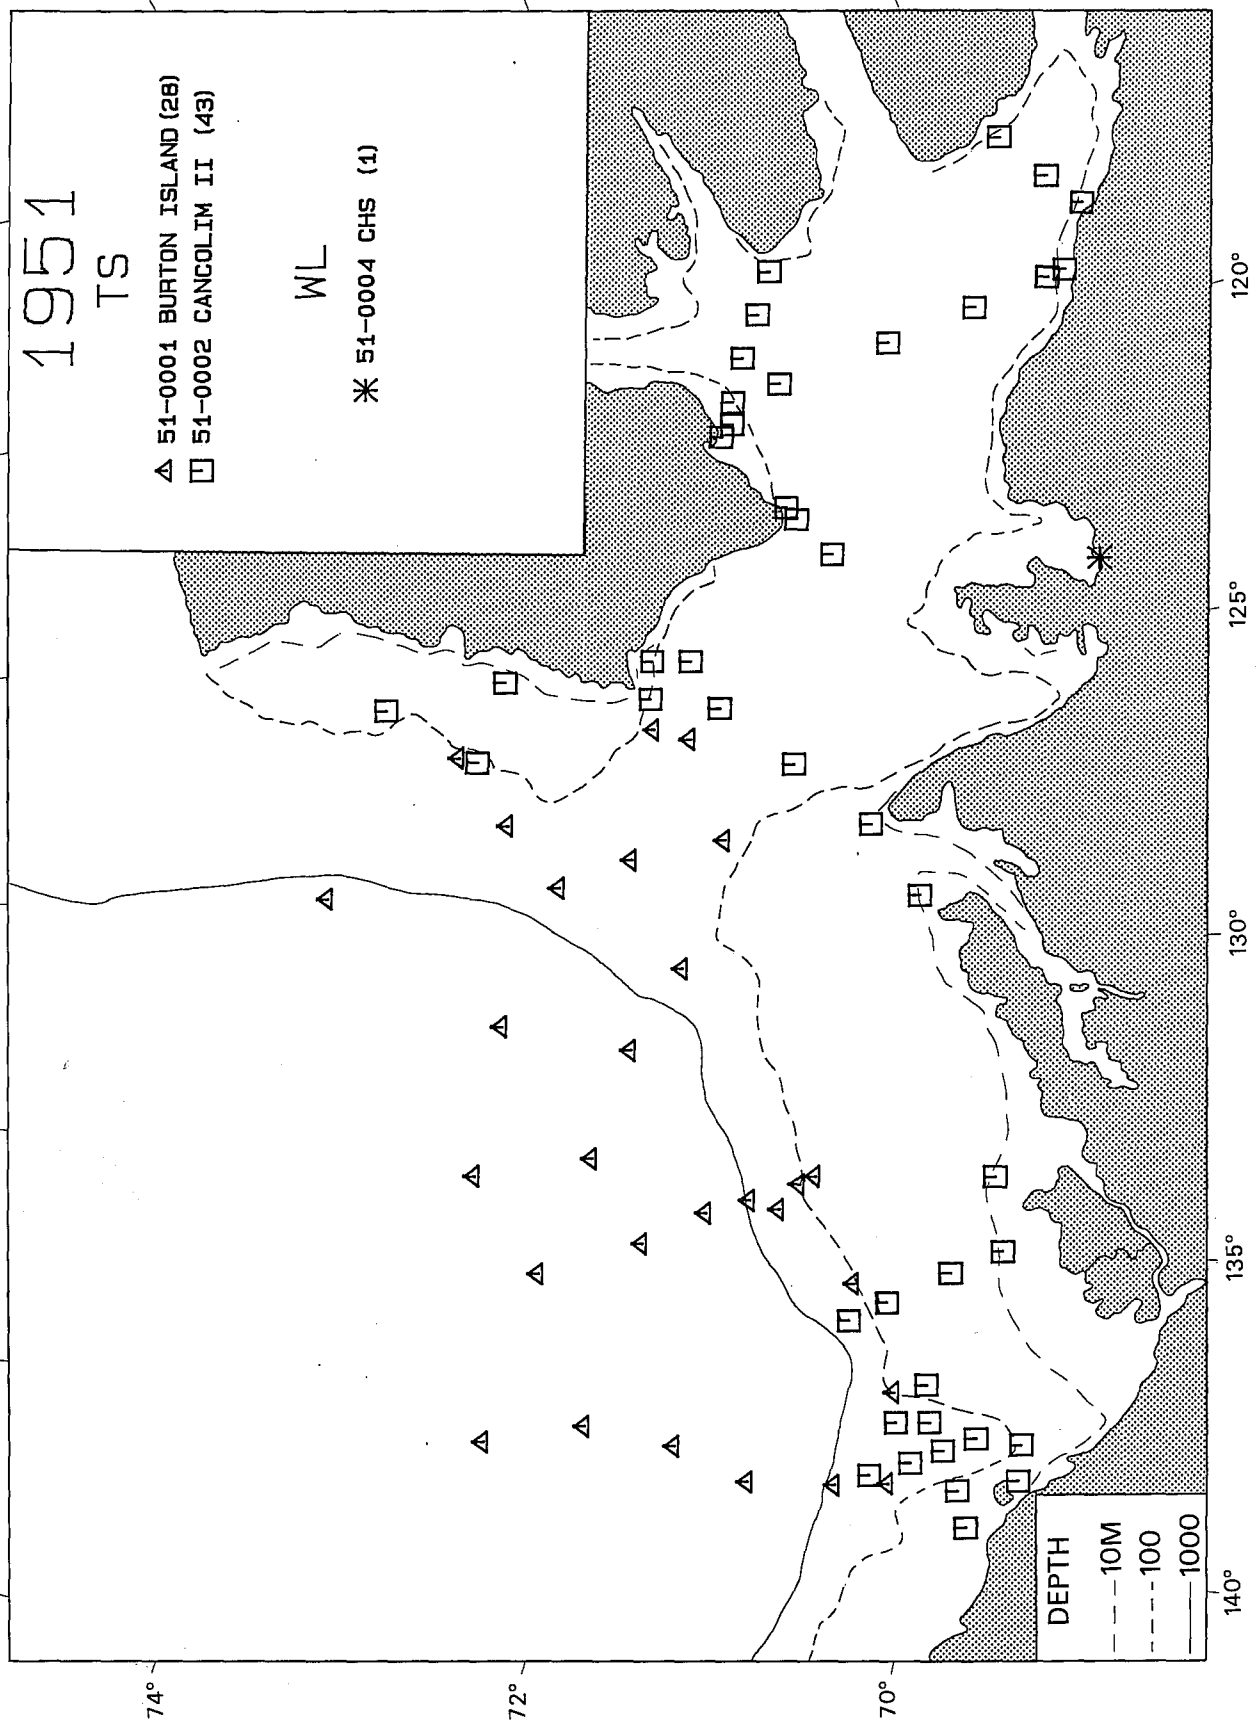 1951
TS
51-0001 BURTON ISLAND (28)
51-0002 CANCOLIM II (43)
WL
51-0004 CHS (1)
74°
72°
70°
140°
135°
130°
125°
120°
DEPTH
10M
100
1000